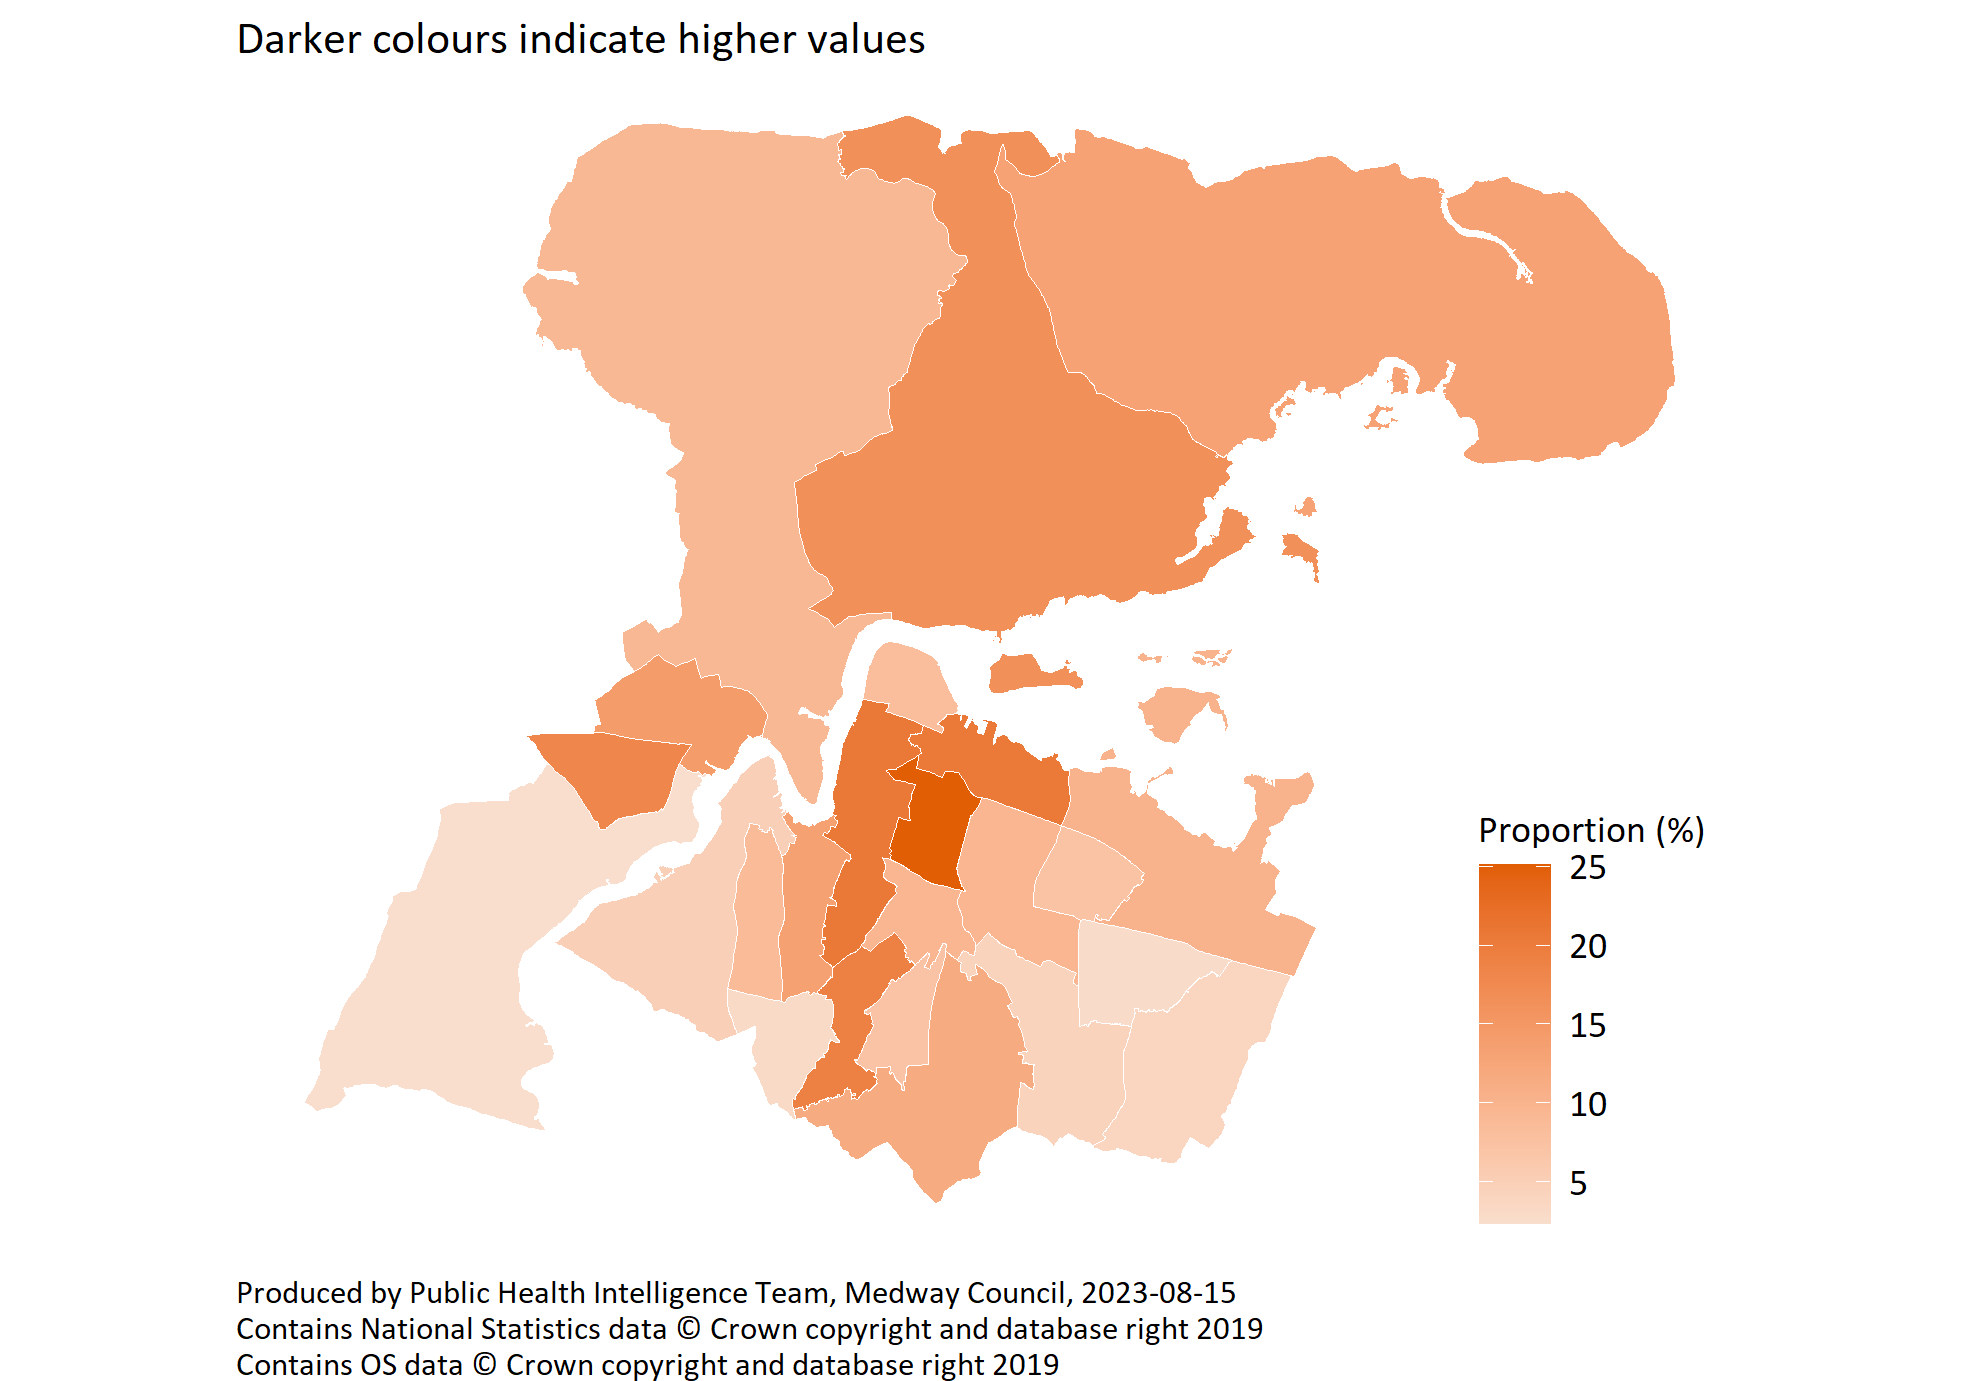 Darker colours indicate higher values
Proportion (%)
25
20
15
10
5
Produced by Public Health Intelligence Team, Medway Council, 2023-08-15
Contains National Statistics data © Crown copyright and database right 2019
Contains OS data © Crown copyright and database right 2019